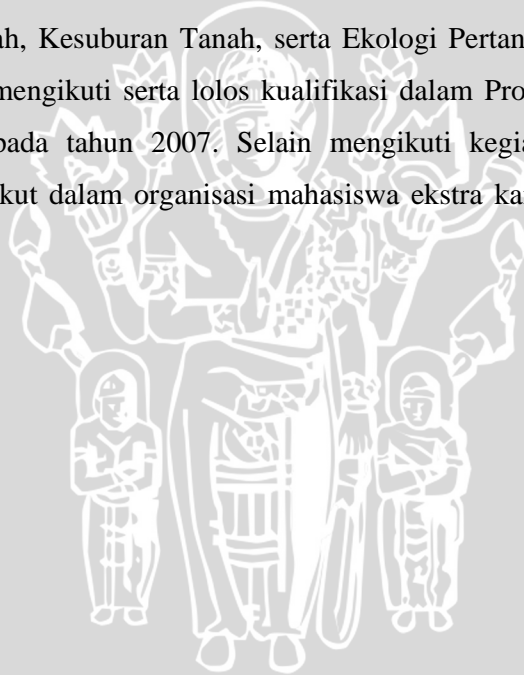 ah, Kesuburan Tanah, serta Ekologi Pertan
mengikuti serta lolos kualifikasi dalam Pro
pada tahun 2007. Selain mengikuti kegia
kut dalam organisasi mahasiswa ekstra ka